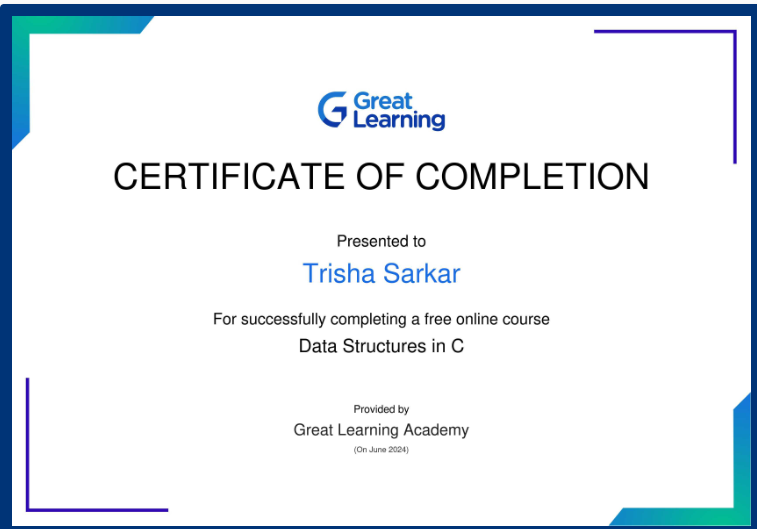 Great
Learning
CERTIFICATE OF COMPLETION
Presented to
Trisha Sarkar
For successfully completing a free online course
Data Structures in C
Provided by
Great Learning Academy
(On June 2024)